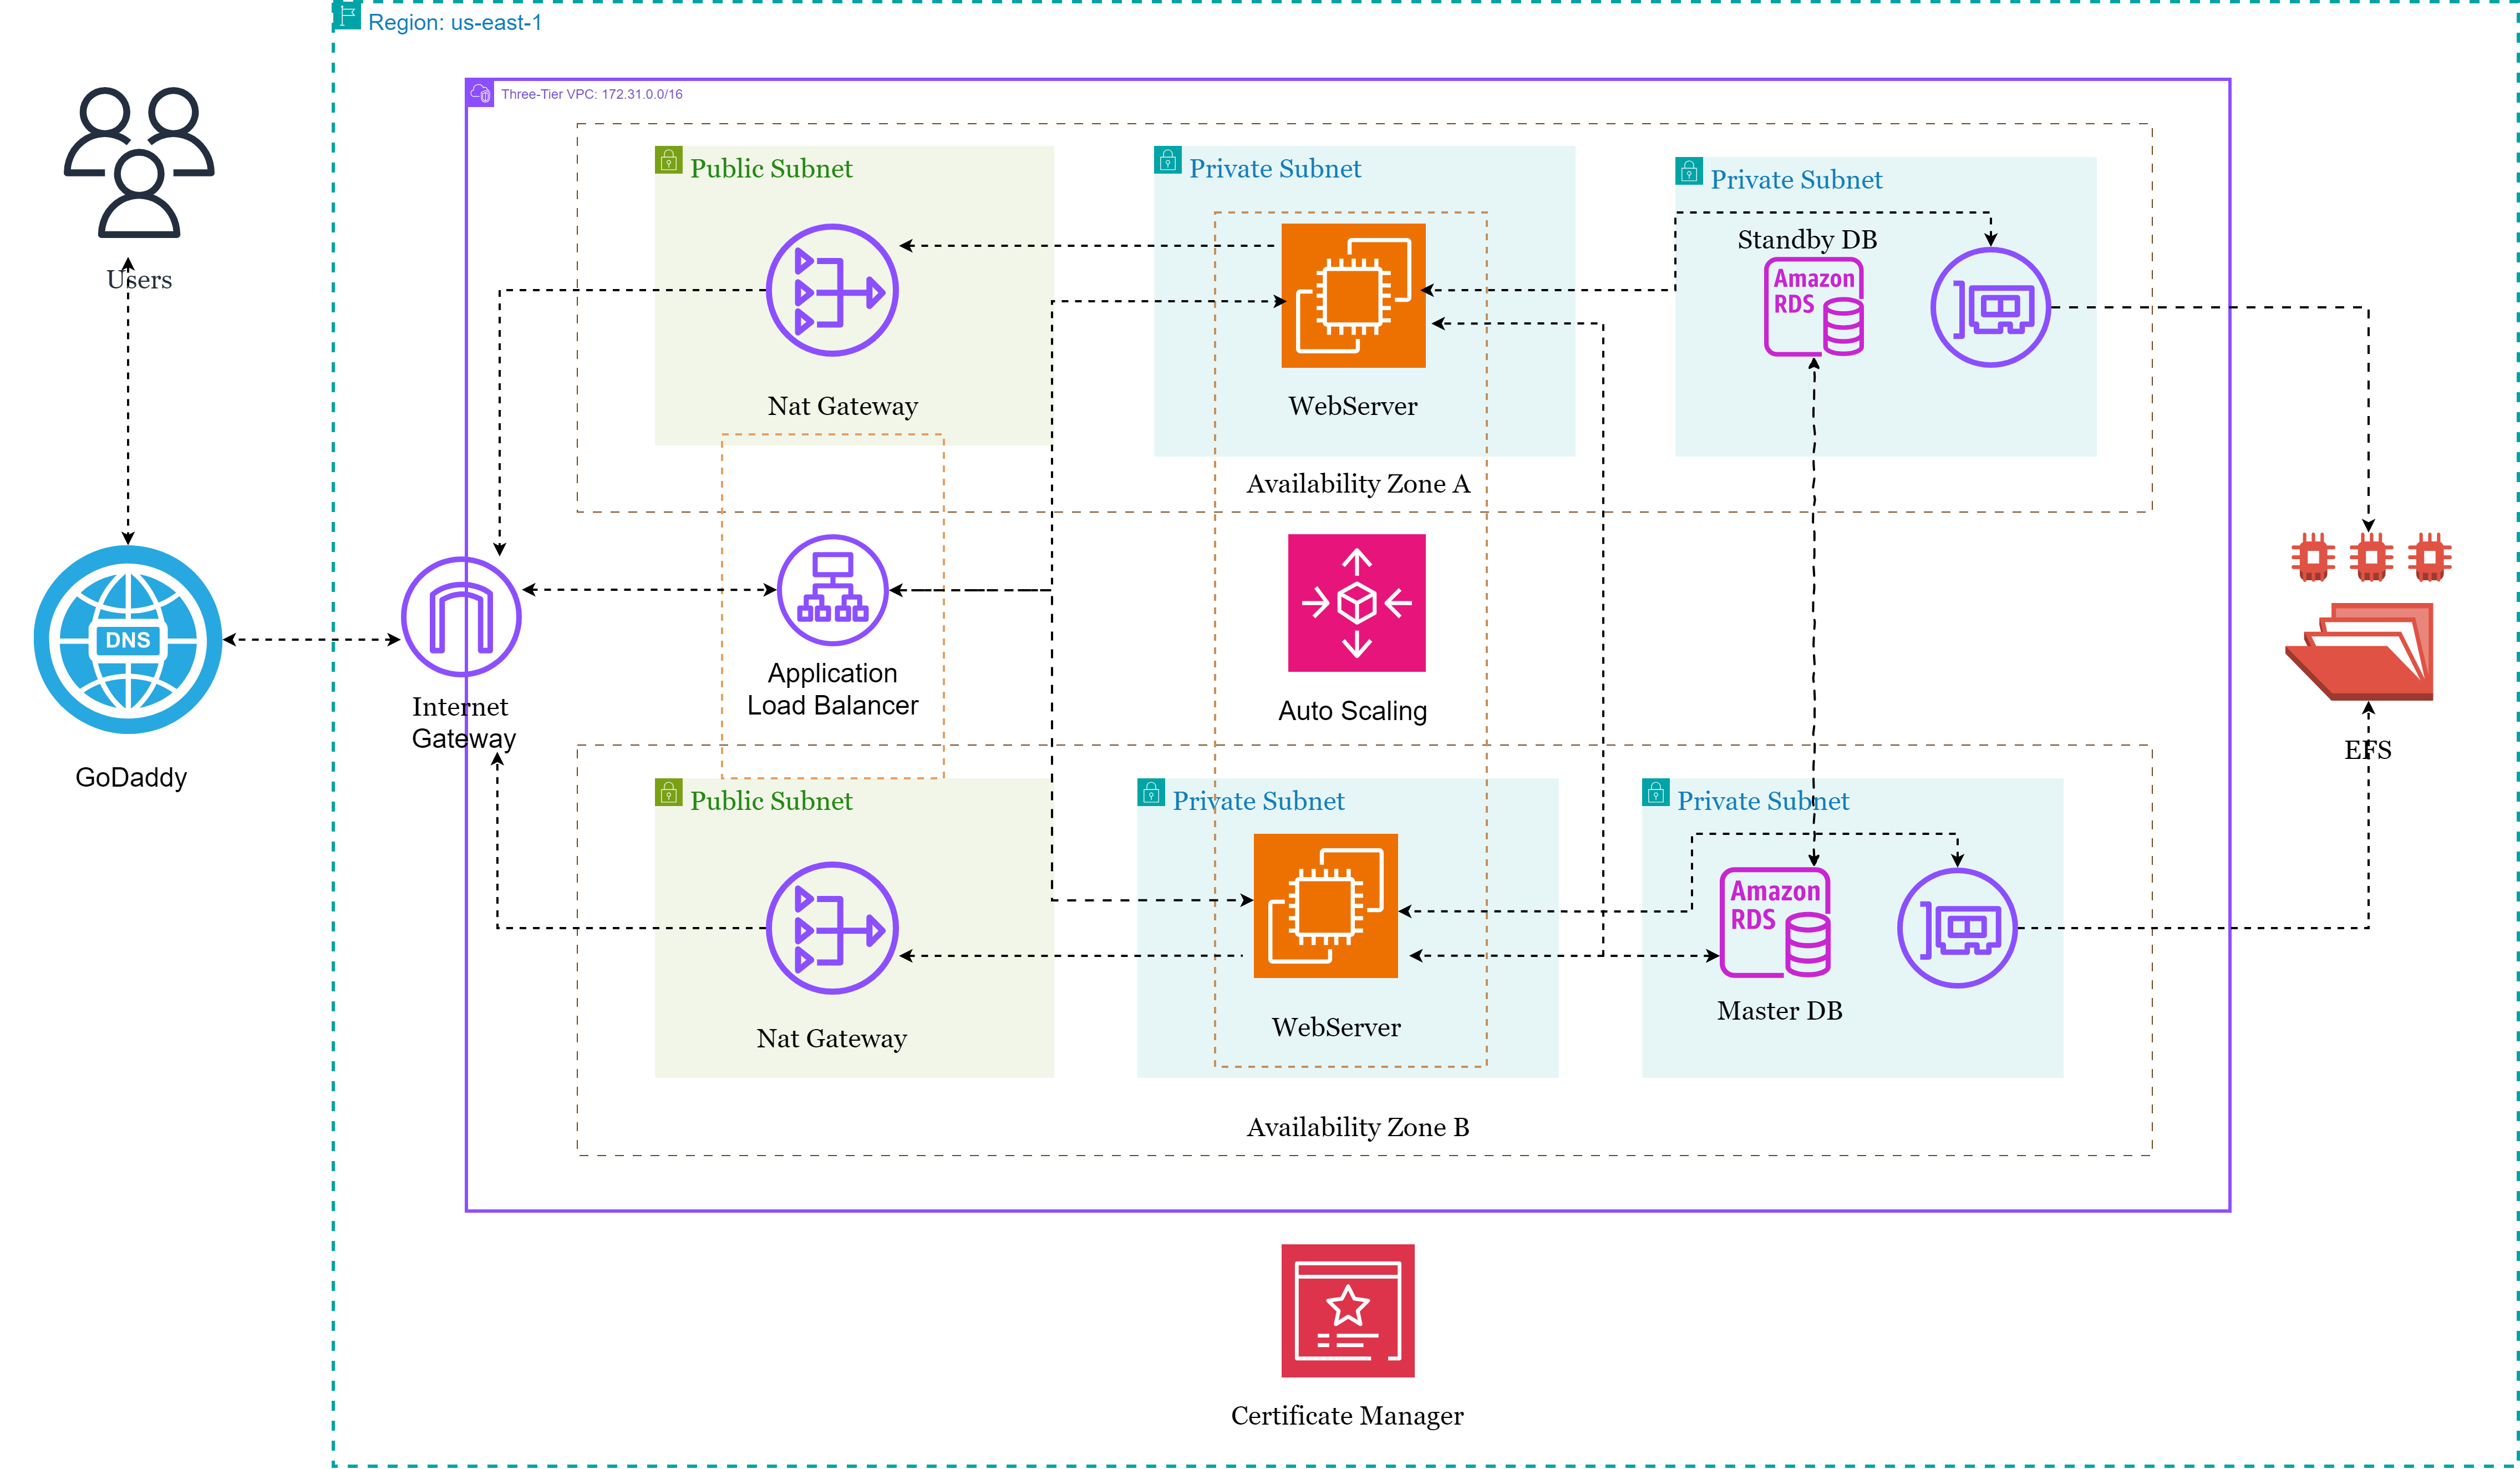 Region: us-east-1
Three-Tier VPC: 172.31.0.0/16
Users
Public Subnet
Private Subnet
Private Subnet
Standby DB
Amazon
RDS
Nat Gateway
WebServer
Availability Zone A
DNS
GoDaddy
Internet
Gateway
Application
Load Balancer
Auto Scaling
EFS
Public Subnet
Private Subnet
Private Subnet
Amazon
RDS
Master DB
Nat Gateway
WebServer
Availability Zone B
Certificate Manager